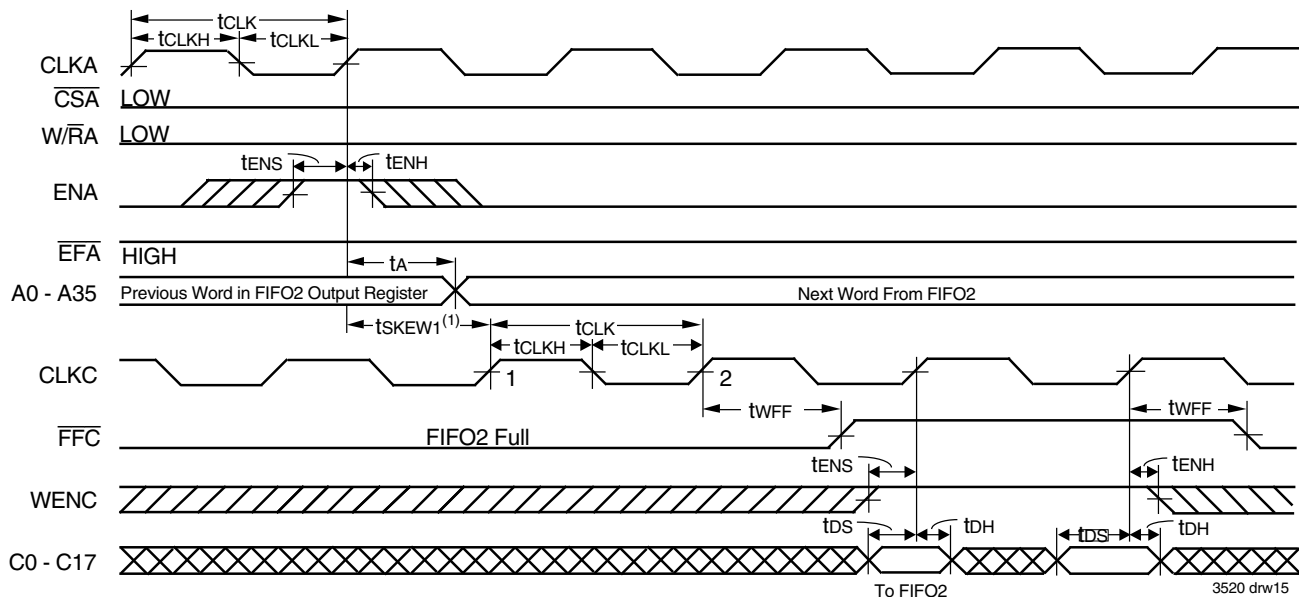 tCLK
tCLKH tCLKL
CLKA
CSA LOW
W/RA LOW
tENS tENH
ENA
EFA HIGH
tA
A0 - A35 Previous Word in FIFO2 Output Register Next Word From FIFO2
tSKEW1(1) tCLK
tCLKH tCLKL
CLKC 1 2
tWFF tWFF
FFC FIFO2 Full
tENS tENH
WENC
tDS tDH tDS tDH
C0 - C17
To FIFO2 3520 drw15